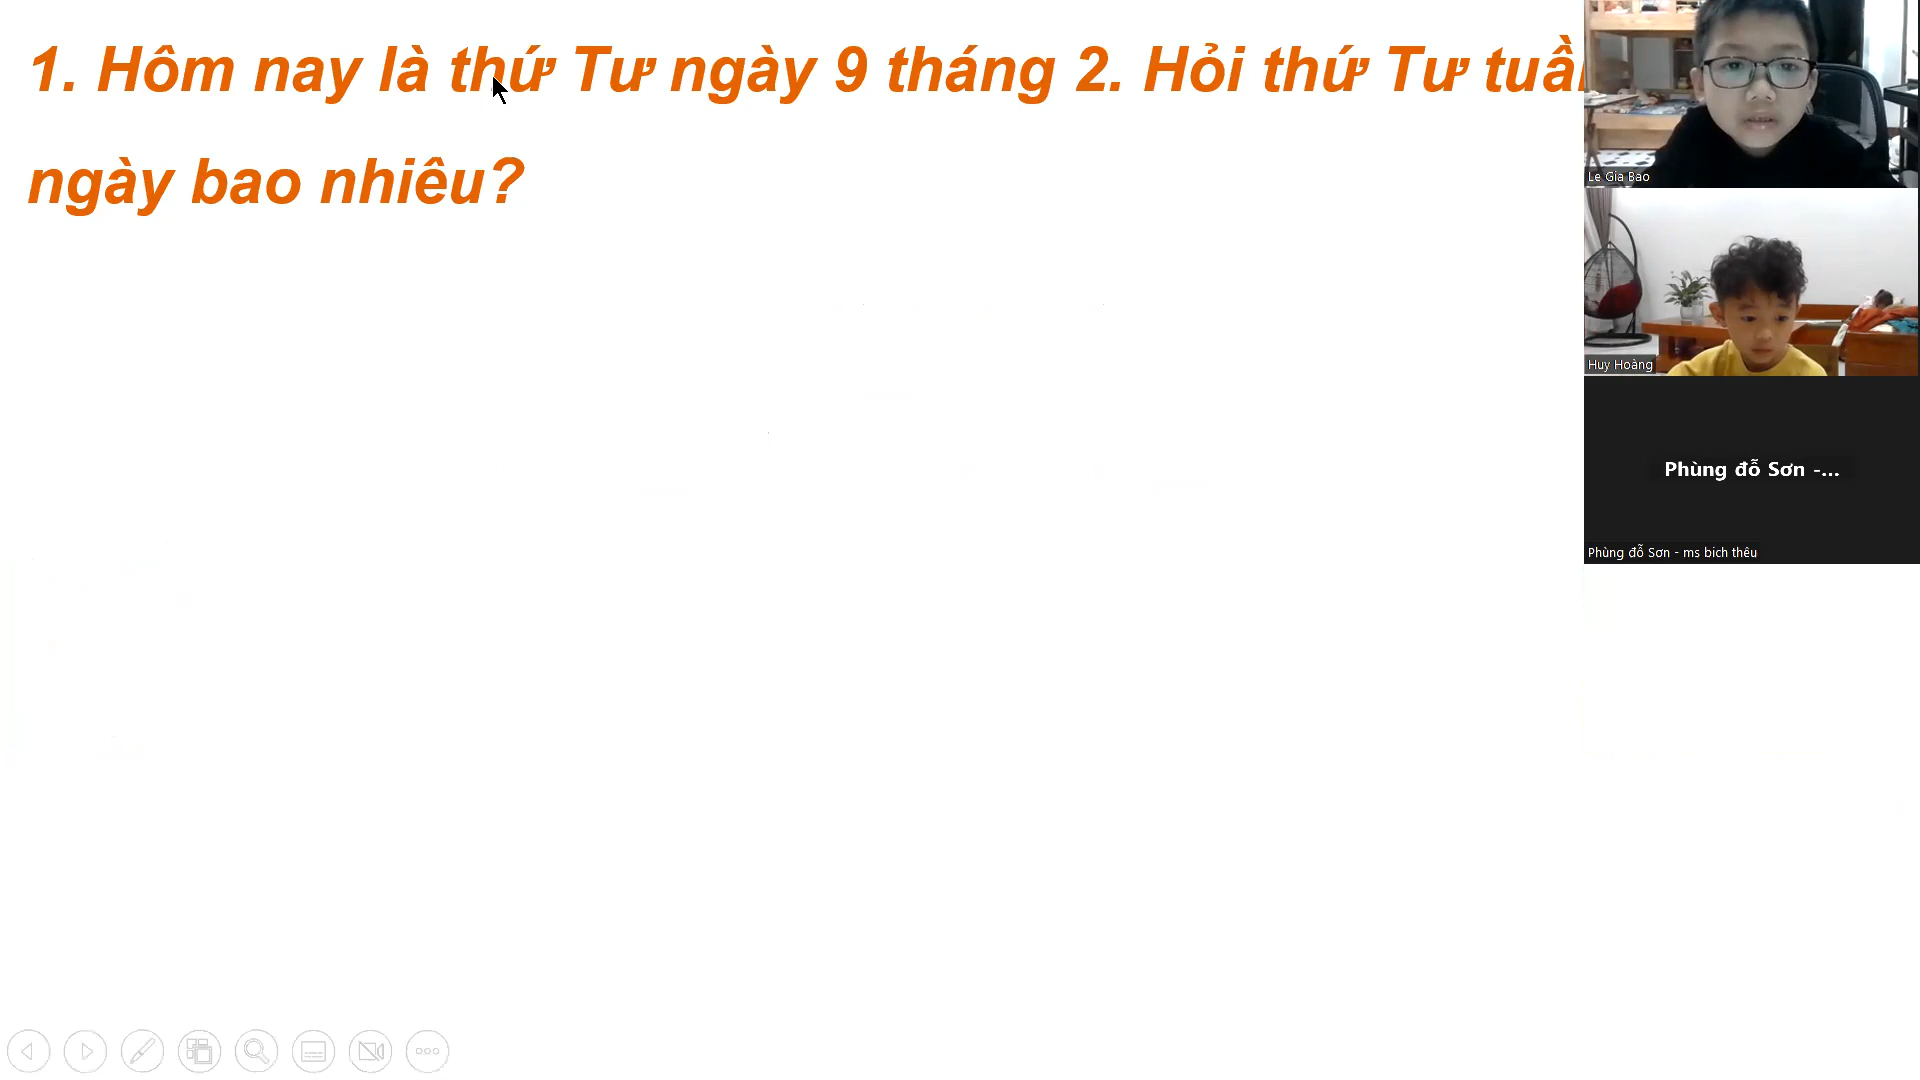 1. Hôm nay là thứ Tư ngày 9 tháng 2. Hỏi thứ Tư
ngày bao nhiêu?
Le Gia Bao
Huy Hoàng
Phùng đỗ Sơn -...
Phùng đỗ Sơn - ms bich thêu